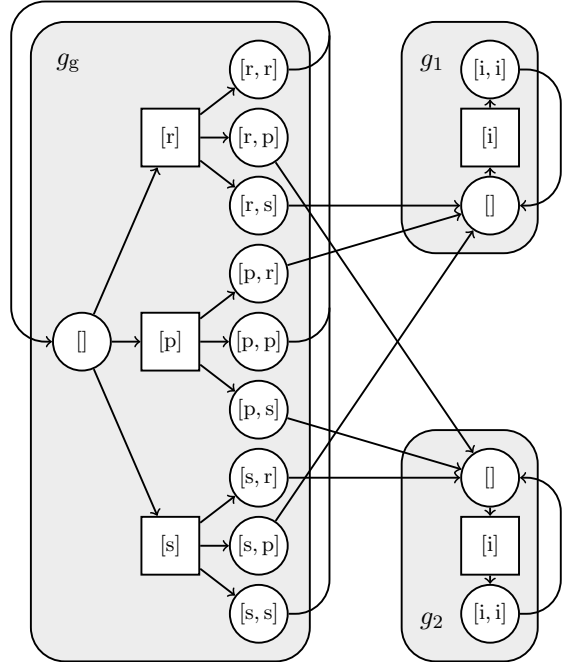 g_g
[r, r]
g_1
[i, i]
[r]
[r, p]
[i]
[r, s]
[]
[p, r]
[]
[p]
[p, p]
[p, s]
[s, r]
[]
[s]
[s, p]
[i]
[s, s]
g_2
[i, i]